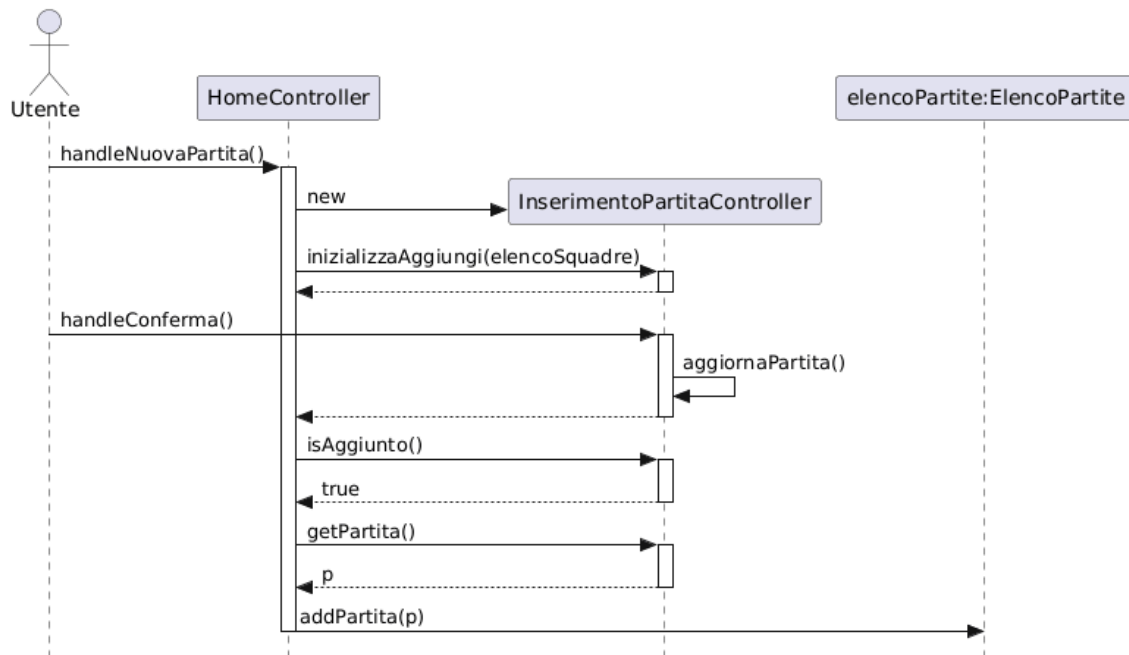 Utente
HomeController
elencoPartite:ElencoPartite
handleNuovaPartita()
new
InserimentoPartitaController
inizializzaAggiungi(elencoSquadre)
handleConferma()
aggiornaPartita()
isAggiunto()
true
getPartita()
p
addPartita(p)